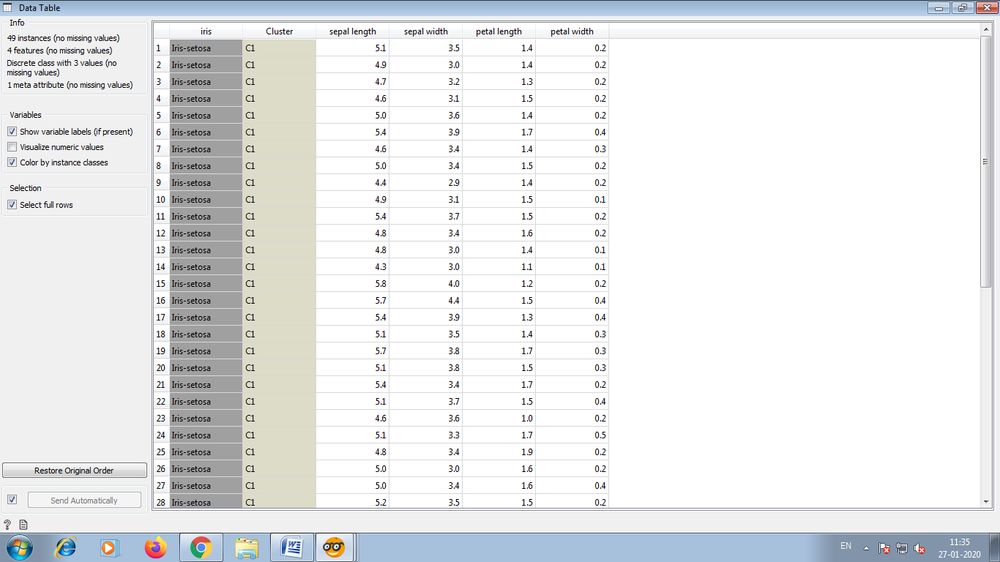 Data Table
Info
49 instances (no missing values)
4 features (no missing values)
Discrete class with 3 values (no
missing values)
1 meta attribute (no missing values)
Variables
Show variable labels (if present)
Visualize numeric values
Color by instance classes
Selection
Select full rows
Restore Original Order
Send Automatically
iris Cluster sepal length sepal width petal length petal width
1 Iris-setosa C1 5.1 3.5 1.4 0.2
2 Iris-setosa C1 4.9 3.0 1.4 0.2
3 Iris-setosa C1 4.7 3.2 1.3 0.2
4 Iris-setosa C1 4.6 3.1 1.5 0.2
5 Iris-setosa C1 5.0 3.6 1.4 0.2
6 Iris-setosa C1 5.4 3.9 1.7 0.4
7 Iris-setosa C1 4.6 3.4 1.4 0.3
8 Iris-setosa C1 5.0 3.4 1.5 0.2
9 Iris-setosa C1 4.4 2.9 1.4 0.2
10 Iris-setosa C1 4.9 3.1 1.5 0.1
11 Iris-setosa C1 5.4 3.7 1.5 0.2
12 Iris-setosa C1 4.8 3.4 1.6 0.2
13 Iris-setosa C1 4.8 3.0 1.4 0.1
14 Iris-setosa C1 4.3 3.0 1.1 0.1
15 Iris-setosa C1 5.8 4.0 1.2 0.2
16 Iris-setosa C1 5.7 4.4 1.5 0.4
17 Iris-setosa C1 5.4 3.9 1.3 0.4
18 Iris-setosa C1 5.1 3.5 1.4 0.3
19 Iris-setosa C1 5.7 3.8 1.7 0.3
20 Iris-setosa C1 5.1 3.8 1.5 0.3
21 Iris-setosa C1 5.4 3.4 1.7 0.2
22 Iris-setosa C1 5.1 3.7 1.5 0.4
23 Iris-setosa C1 4.6 3.6 1.0 0.2
24 Iris-setosa C1 5.1 3.3 1.7 0.5
25 Iris-setosa C1 4.8 3.4 1.9 0.2
26 Iris-setosa C1 5.0 3.0 1.6 0.2
27 Iris-setosa C1 5.0 3.4 1.6 0.4
28 Iris-setosa C1 5.2 3.5 1.5 0.2
?
EN
11:35
27-01-2020